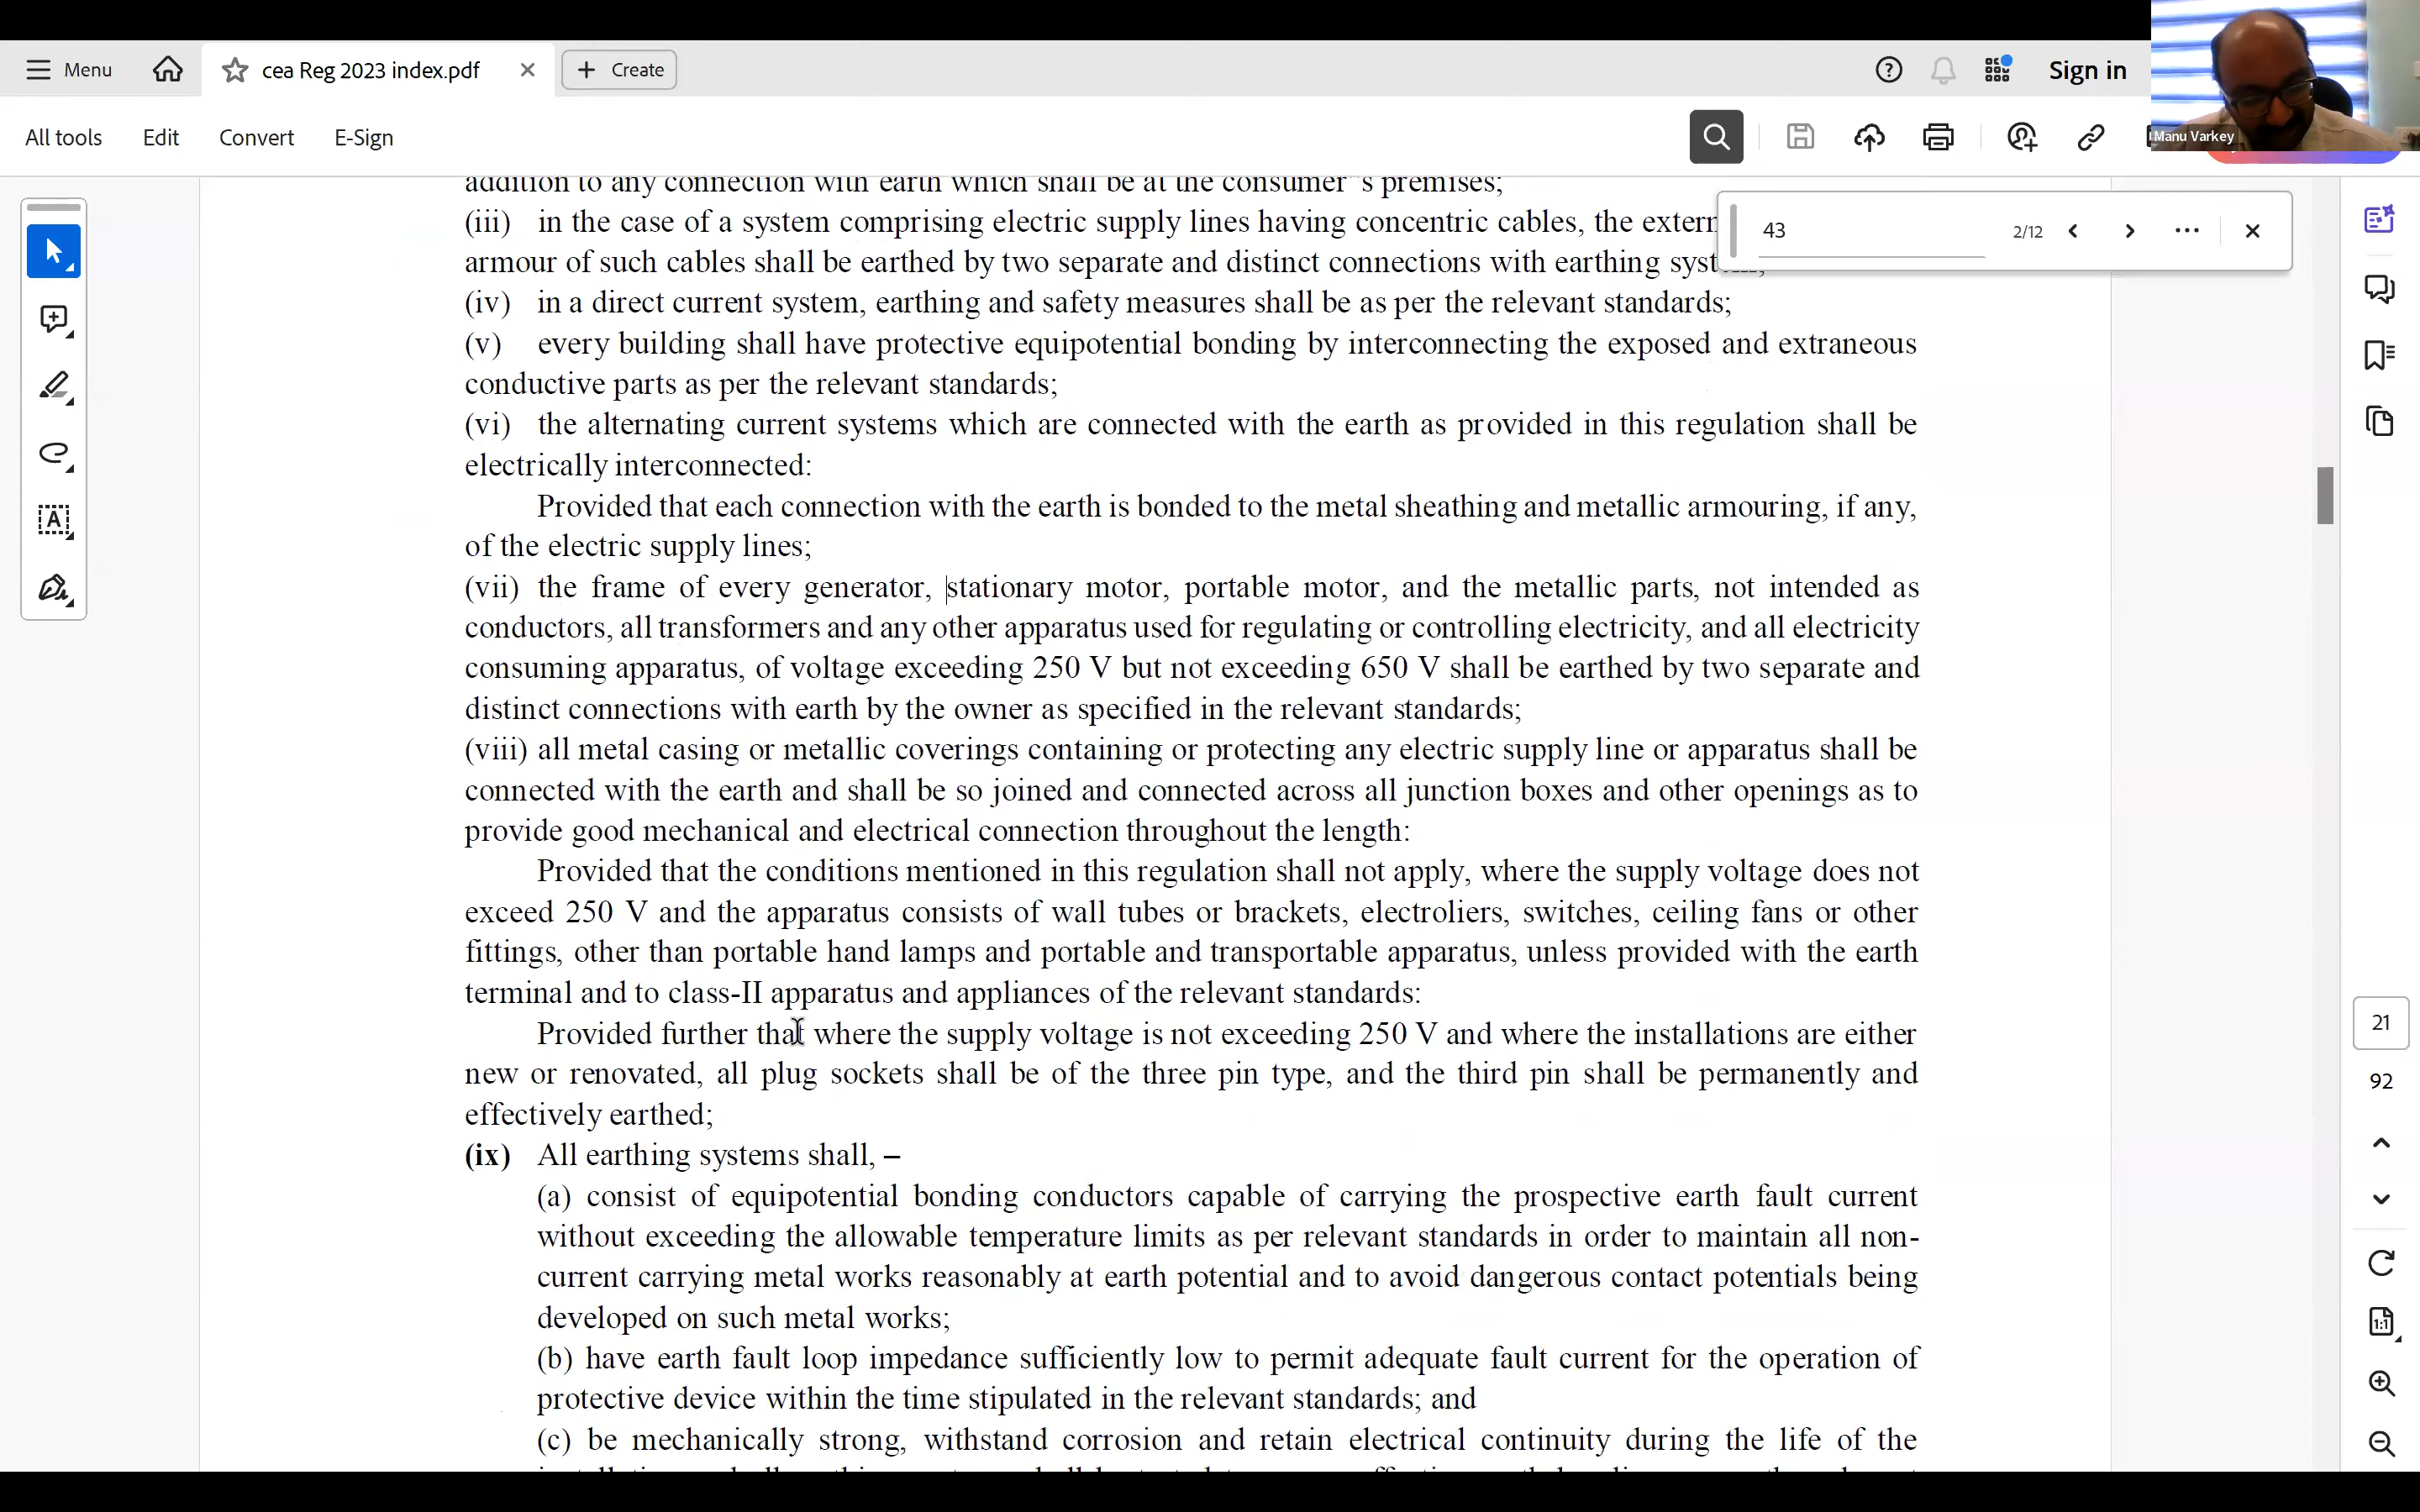 Menu
cea Reg 2023 index.pdf
Create
Sign in
All tools
Edit
Convert
E-Sign
Manu Varkey
43
2/12
addition to any connection with earth which shall be at the consumer"s premises;
(iii) in the case of a system comprising electric supply lines having concentric cables, the extern
armour of such cables shall be earthed by two separate and distinct connections with earthing system;
(iv) in a direct current system, earthing and safety measures shall be as per the relevant standards;
(v) every building shall have protective equipotential bonding by interconnecting the exposed and extraneous
conductive parts as per the relevant standards;
(vi) the alternating current systems which are connected with the earth as provided in this regulation shall be
electrically interconnected:
Provided that each connection with the earth is bonded to the metal sheathing and metallic armouring, if any,
of the electric supply lines;
(vii) the frame of every generator, stationary motor, portable motor, and the metallic parts, not intended as
conductors, all transformers and any other apparatus used for regulating or controlling electricity, and all electricity
consuming apparatus, of voltage exceeding 250 V but not exceeding 650 V shall be earthed by two separate and
distinct connections with earth by the owner as specified in the relevant standards;
(viii) all metal casing or metallic coverings containing or protecting any electric supply line or apparatus shall be
connected with the earth and shall be so joined and connected across all junction boxes and other openings as to
provide good mechanical and electrical connection throughout the length:
Provided that the conditions mentioned in this regulation shall not apply, where the supply voltage does not
exceed 250 V and the apparatus consists of wall tubes or brackets, electroliers, switches, ceiling fans or other
fittings, other than portable hand lamps and portable and transportable apparatus, unless provided with the earth
terminal and to class-II apparatus and appliances of the relevant standards:
Provided further that where the supply voltage is not exceeding 250 V and where the installations are either
new or renovated, all plug sockets shall be of the three pin type, and the third pin shall be permanently and
effectively earthed;
(ix) All earthing systems shall, –
(a) consist of equipotential bonding conductors capable of carrying the prospective earth fault current
without exceeding the allowable temperature limits as per relevant standards in order to maintain all non-
current carrying metal works reasonably at earth potential and to avoid dangerous contact potentials being
developed on such metal works;
(b) have earth fault loop impedance sufficiently low to permit adequate fault current for the operation of
protective device within the time stipulated in the relevant standards; and
(c) be mechanically strong, withstand corrosion and retain electrical continuity during the life of the
21
92